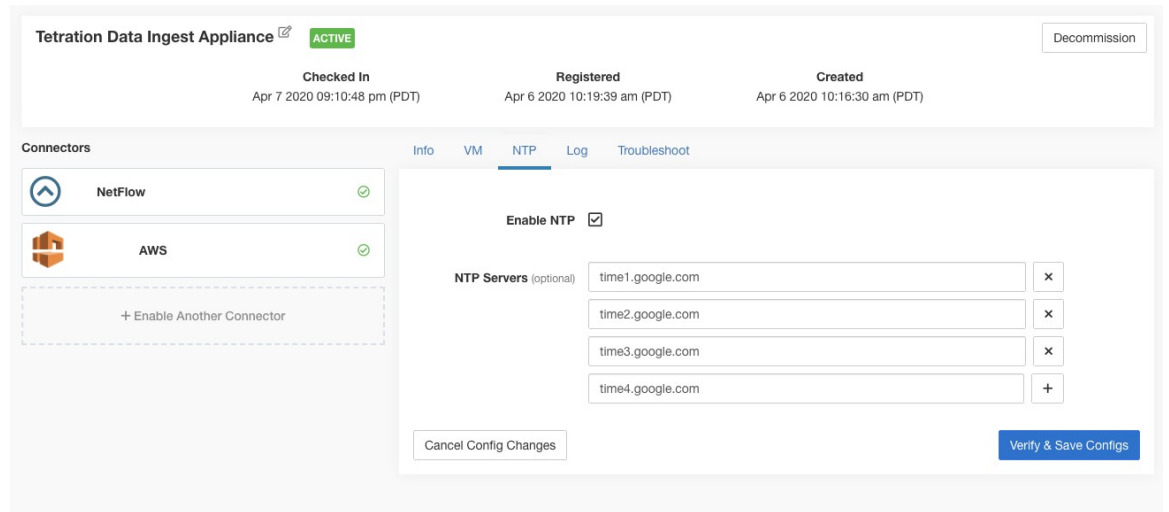 Tetration Data Ingest Appliance ACTIVE Decommission
Checked In Registered Created
Apr 7 2020 09:10:48 pm (PDT) Apr 6 2020 10:19:39 am (PDT) Apr 6 2020 10:16:30 am (PDT)
Connectors
NetFlow
AWS
+ Enable Another Connector
Info VM NTP Log Troubleshoot
Enable NTP
NTP Servers (optional) time1.google.com
time2.google.com
time3.google.com
time4.google.com
Cancel Config Changes Verify & Save Configs